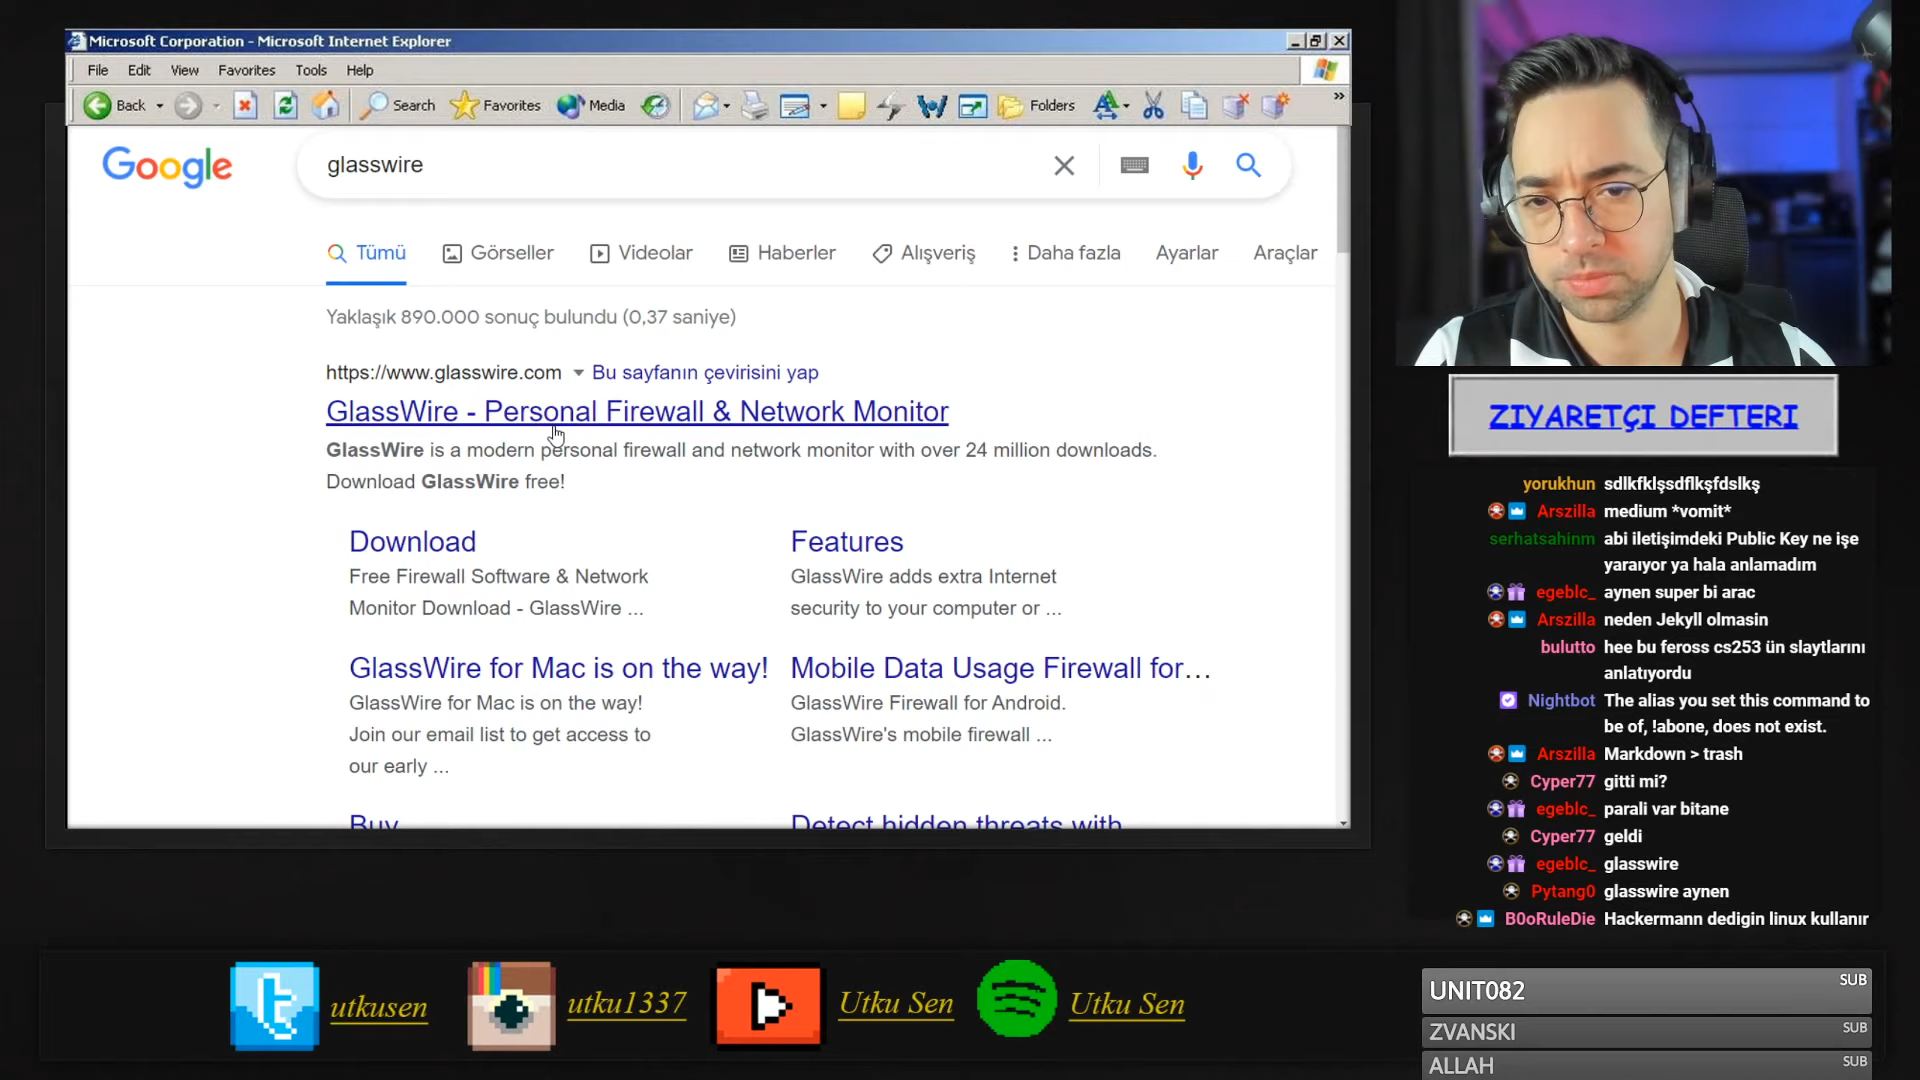 Microsoft Corporation - Microsoft Internet Explorer
File Edit View Favorites Tools Help
Back Search Favorites Media Folders
Google
glasswire
Tümü Görseller Videolar Haberler Alışveriş Daha fazla Ayarlar Araçlar
Yaklaşık 890.000 sonuç bulundu (0,37 saniye)
https://www.glasswire.com Bu sayfanın çevirisini yap
GlassWire - Personal Firewall & Network Monitor
GlassWire is a modern personal firewall and network monitor with over 24 million downloads.
Download GlassWire free!
Download
Free Firewall Software & Network
Monitor Download - GlassWire ...
Features
GlassWire adds extra Internet
security to your computer or ...
GlassWire for Mac is on the way!
GlassWire for Mac is on the way!
Join our email list to get access to
our early ...
Mobile Data Usage Firewall for...
GlassWire Firewall for Android.
GlassWire's mobile firewall ...
Buy
Detect hidden threats with
ZIYARETÇI DEFTERI
yorukhun sdlkfklşsdflkşfdslkş
Arszilla medium *vomit*
serhatsahinm abi iletişimdeki Public Key ne işe
yarıyor ya hala anlamadım
egeblc_ aynen super bi arac
Arszilla neden Jekyll olmasin
bulutto hee bu feross cs253 ün slaytlarını
anlatıyordu
Nightbot The alias you set this command to
be of, !abone, does not exist.
Arszilla Markdown > trash
Cyper77 gitti mi?
egeblc_ parali var bitane
Cyper77 geldi
egeblc_ glasswire
Pytang0 glasswire aynen
B0oRuleDie Hackermann dedigin linux kullanır
utkusen
utku1337
Utku Sen
Utku Sen
UNIT082 SUB
ZVANSKI SUB
ALLAH SUB